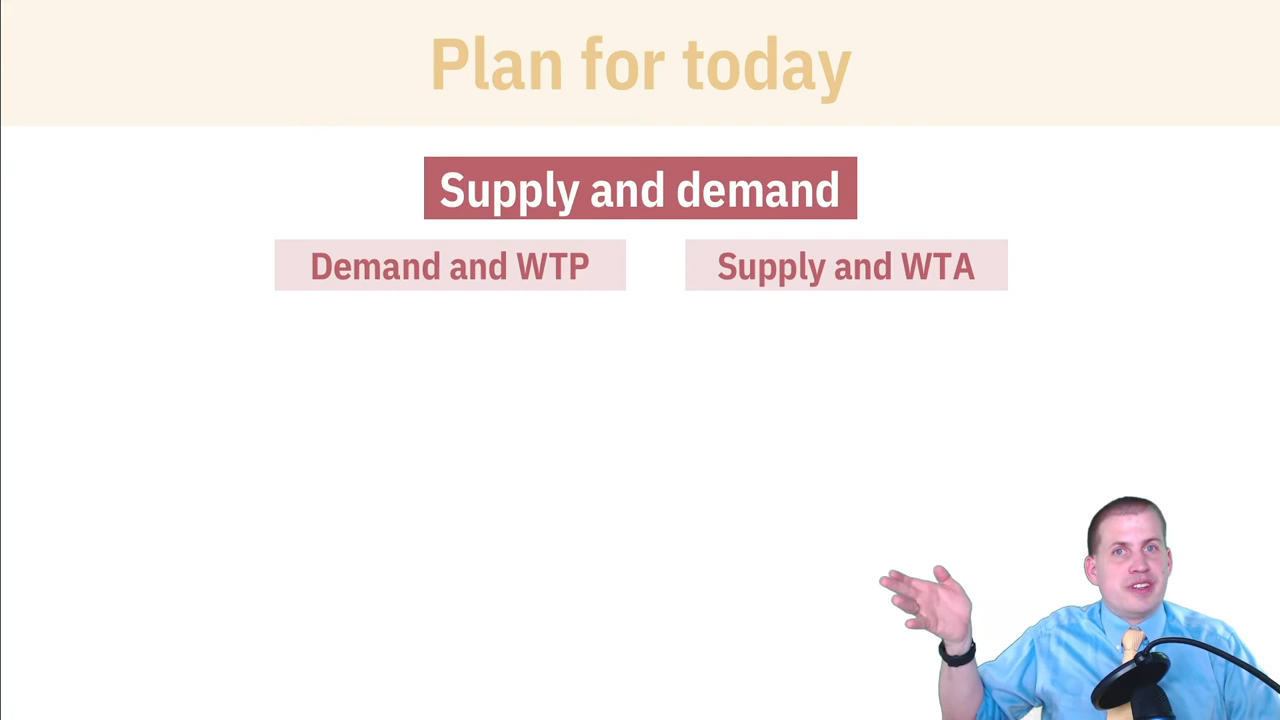 Plan for today
Supply and demand
Demand and WTP
Supply and WTA